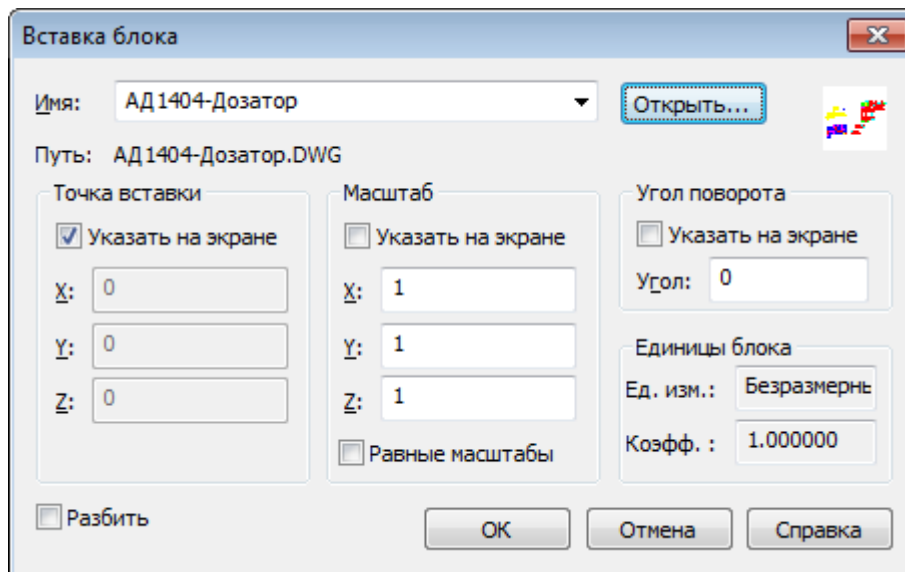 Вставка блока
Имя: АД1404-Дозатор Открыть...
Путь: АД1404-Дозатор.DWG
Точка вставки Масштаб Угол поворота
Указать на экране Указать на экране Указать на экране
X: 0 X: 1 Угол: 0
Y: 0 Y: 1 Единицы блока
Z: 0 Z: 1 Ед. изм.: Безразмернь
Равные масштабы Коэфф. : 1.000000
Разбить OK Отмена Справка